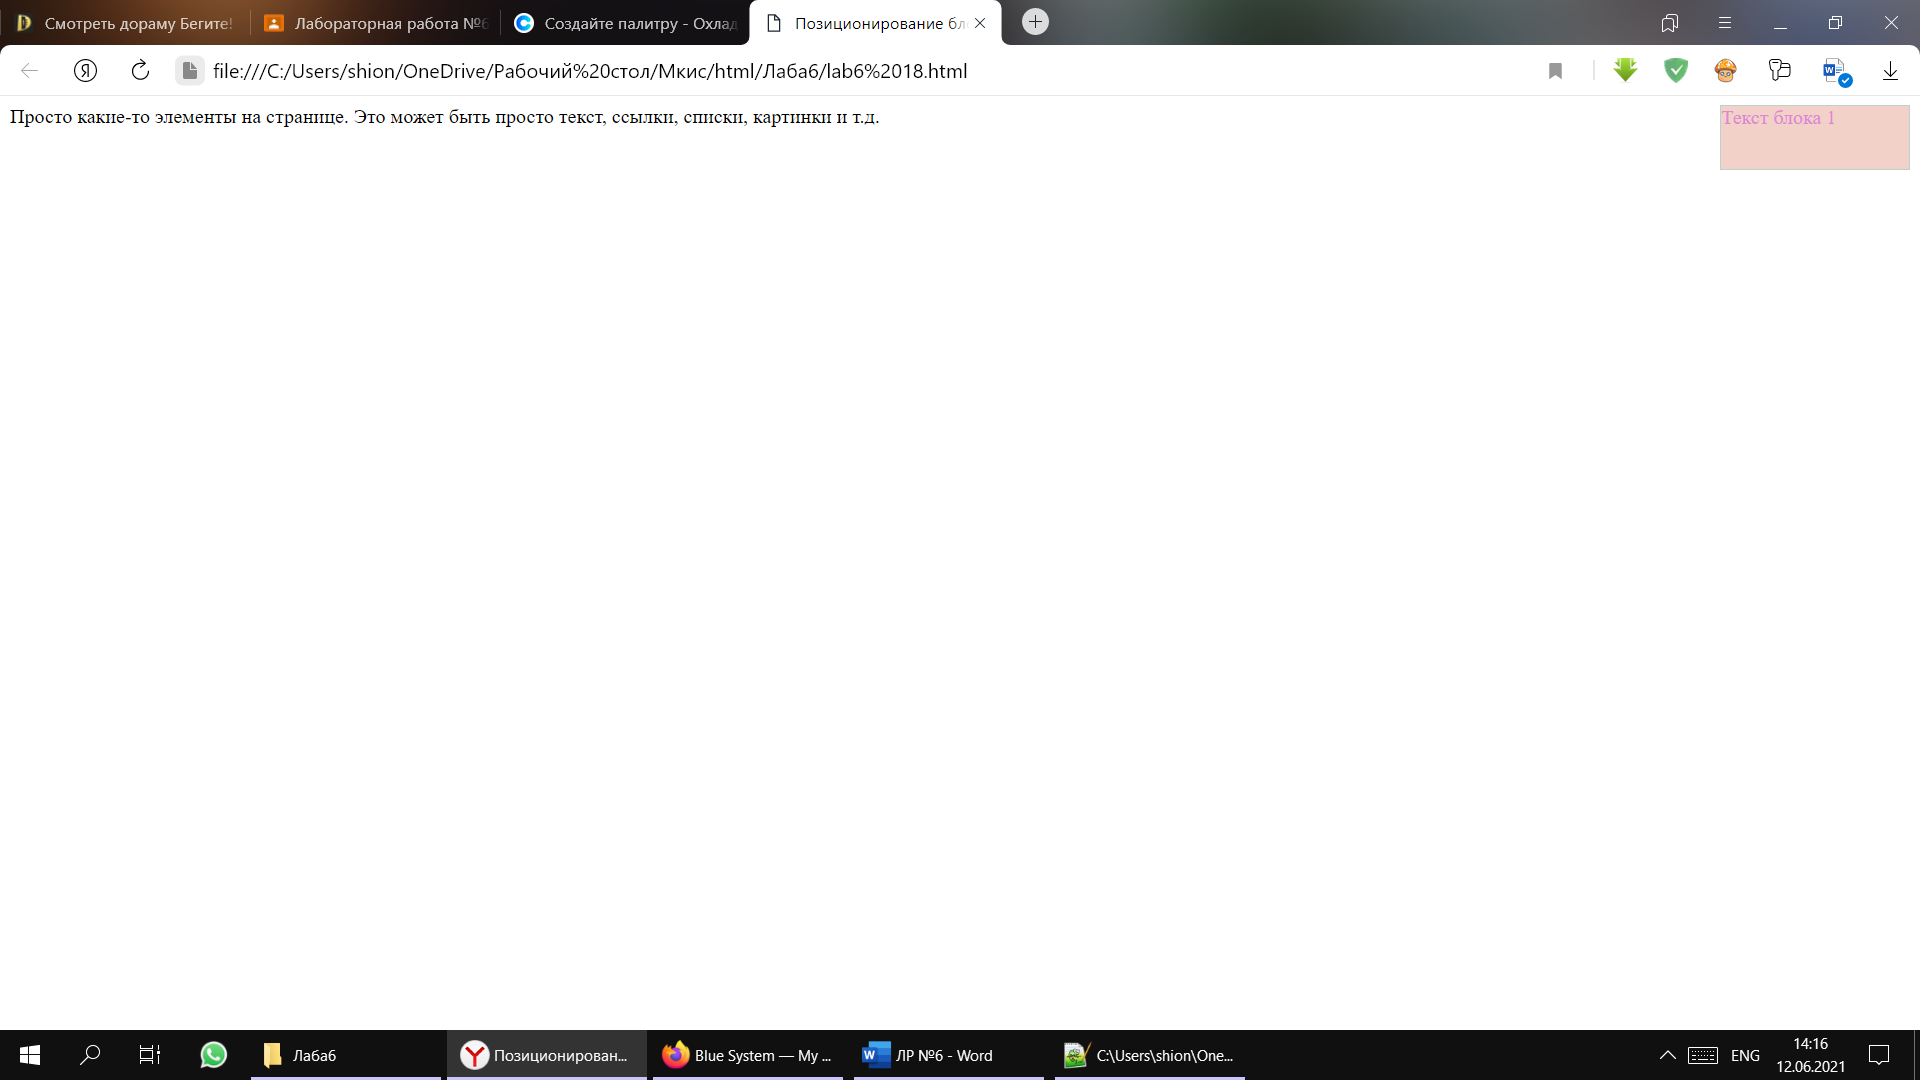 Смотреть дораму Бегите!
Лабораторная работа №6
Создайте палитру - Охлад
Позиционирование бл
file:///C:/Users/shion/OneDrive/Рабочий%20стол/Мкис/html/Лаба6/lab6%2018.html
Просто какие-то элементы на странице. Это может быть просто текст, ссылки, списки, картинки и т.д.
Текст блока 1
Лаба6
Позиционирован...
Blue System — My ...
ЛР №6 - Word
C:\Users\shion\One...
ENG
14:16
12.06.2021